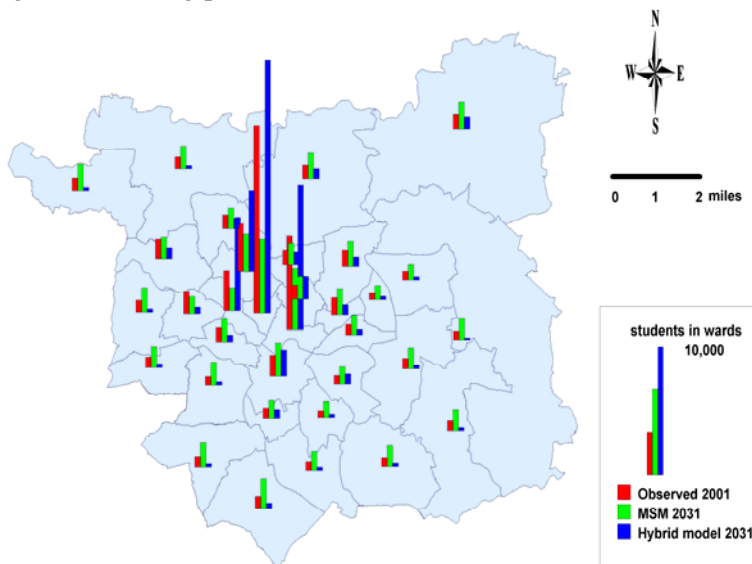 N
W E
S
0 1 2 miles
students in wards
10,000
Observed 2001
MSM 2031
Hybrid model 2031